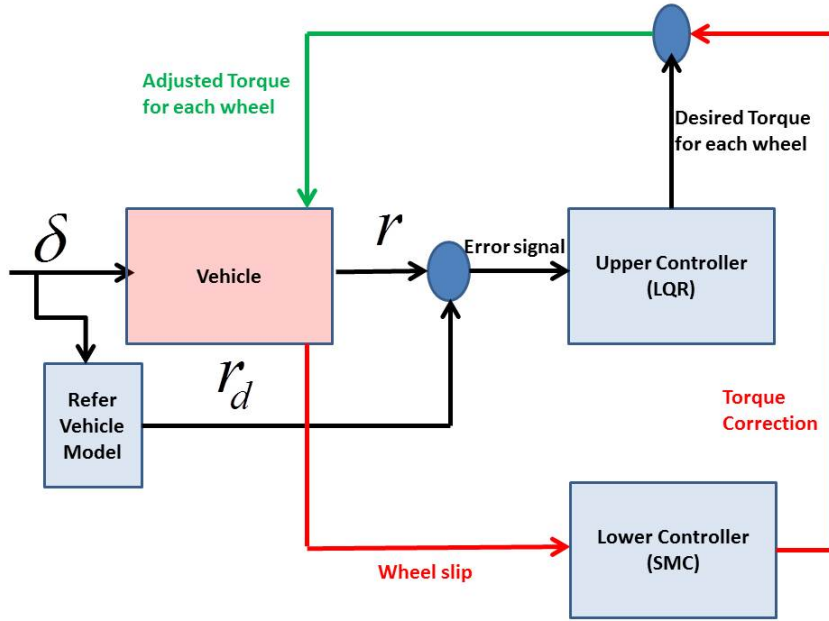 Adjusted Torque
for each wheel
Desired Torque
for each wheel
δ
Vehicle
r
Error signal
Upper Controller
(LQR)
Refer
Vehicle
Model
r_d
Torque
Correction
Lower Controller
(SMC)
Wheel slip